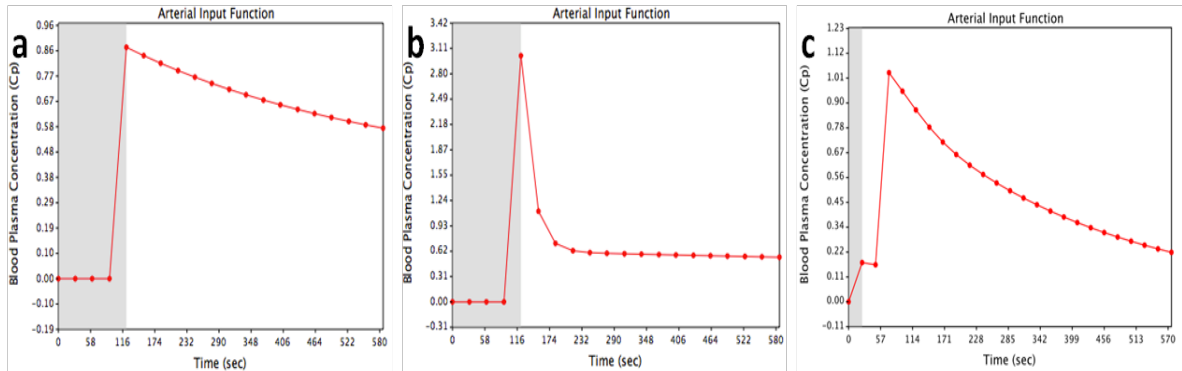 a
Arterial Input Function
Blood Plasma Concentration (Cp)
0.96
0.86
0.77
0.67
0.58
0.48
0.38
0.29
0.19
0.10
0.00
−0.10
−0.19
0 58 116 174 232 290 348 406 464 522 580
Time (sec)
b
Arterial Input Function
Blood Plasma Concentration (Cp)
3.42
3.11
2.80
2.49
2.18
1.87
1.55
1.24
0.93
0.62
0.31
0.00
−0.31
0 58 116 174 232 290 348 406 464 522 580
Time (sec)
c
Arterial Input Function
Blood Plasma Concentration (Cp)
1.23
1.12
1.01
0.90
0.78
0.67
0.56
0.45
0.34
0.22
0.11
0.00
−0.11
0 57 114 171 228 285 342 399 456 513 570
Time (sec)